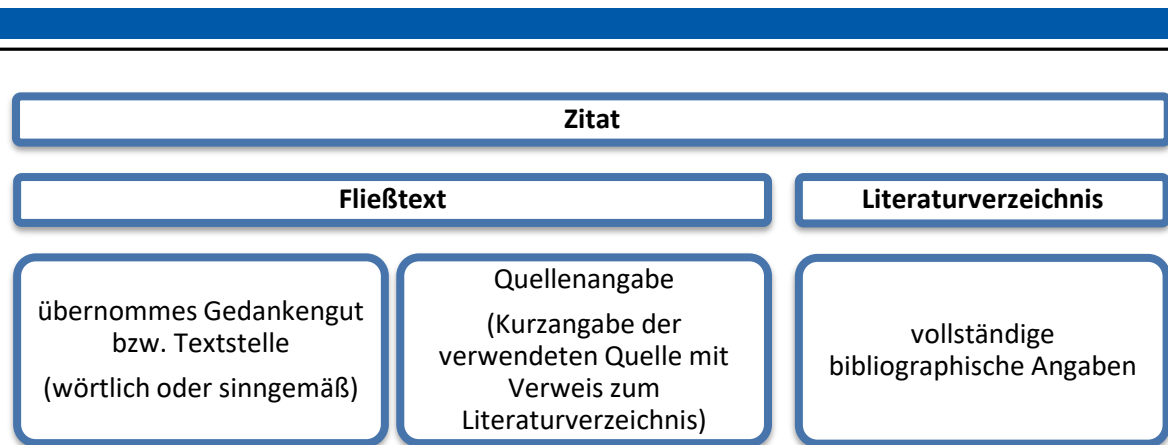 Zitat
Fließtext
Literaturverzeichnis
übernommes Gedankengut
bzw. Textstelle
(wörtlich oder sinngemäß)
Quellenangabe
(Kurzangabe der
verwendeten Quelle mit
Verweis zum
Literaturverzeichnis)
vollständige
bibliographische Angaben